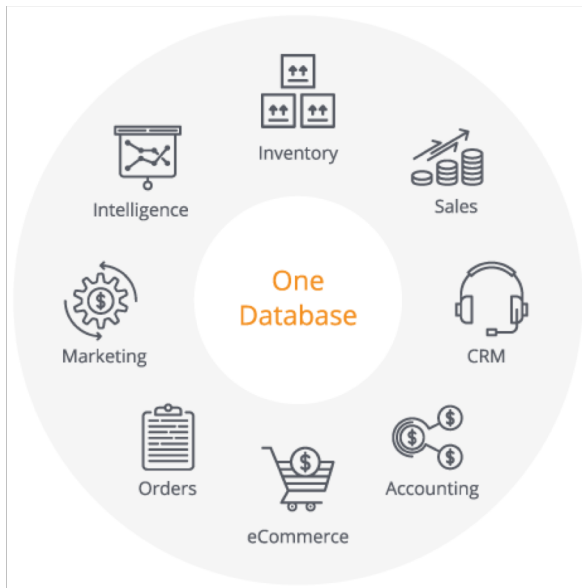 Inventory
Sales
CRM
Accounting
eCommerce
Orders
Marketing
Intelligence
One
Database